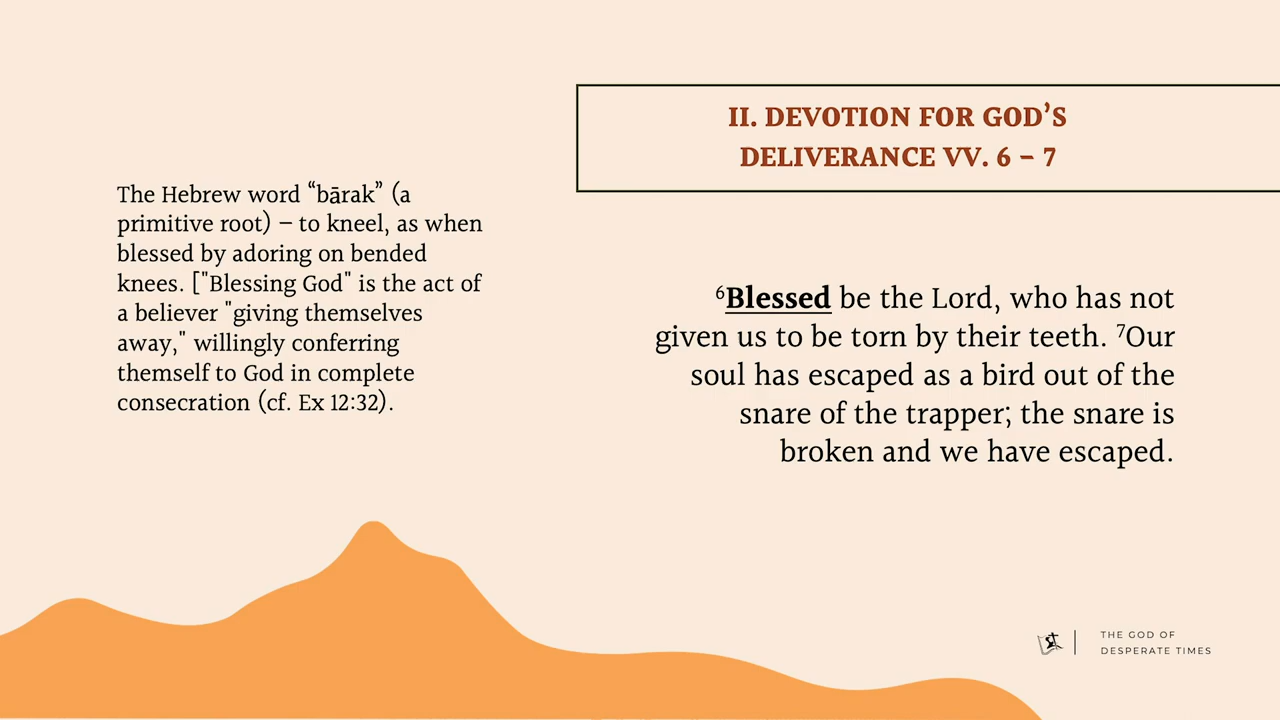 II. DEVOTION FOR GOD’S
DELIVERANCE VV. 6 – 7
The Hebrew word “bārak” (a
primitive root) – to kneel, as when
blessed by adoring on bended
knees. ["Blessing God" is the act of
a believer "giving themselves
away," willingly conferring
themself to God in complete
consecration (cf. Ex 12:32).
⁶Blessed be the Lord, who has not
given us to be torn by their teeth. ⁷Our
soul has escaped as a bird out of the
snare of the trapper; the snare is
broken and we have escaped.
THE GOD OF
DESPERATE TIMES